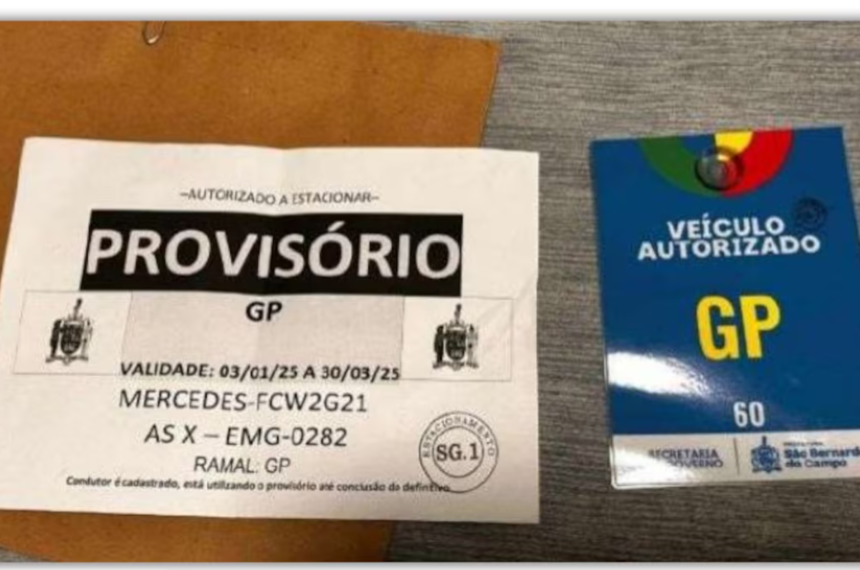 –AUTORIZADO A ESTACIONAR–
PROVISÓRIO
GP
VALIDADE: 03/01/25 A 30/03/25
MERCEDES-FCW2G21
AS X – EMG-0282
RAMAL: GP
Condutor é cadastrado, está utilizando o provisório até conclusão do definitivo
ESTACIONAMENTO
SG.1
VEÍCULO
AUTORIZADO
GP
60
SECRETARIA
GOVERNO
São Bernardo
do Campo